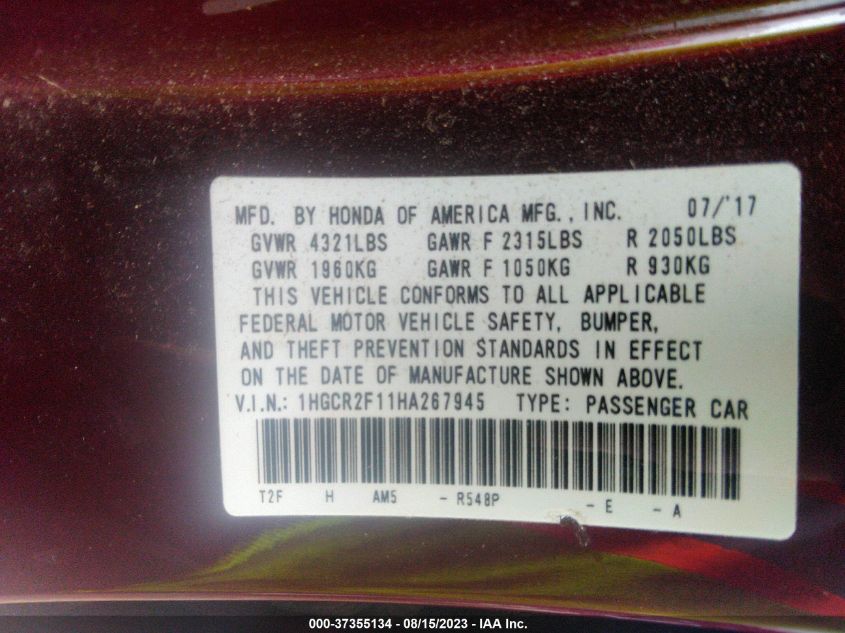 MFD. BY HONDA OF AMERICA MFG., INC. 07/'17
GVWR 4321LBS GAWR F 2315LBS R 2050LBS
GVWR 1960KG GAWR F 1050KG R 930KG
THIS VEHICLE CONFORMS TO ALL APPLICABLE
FEDERAL MOTOR VEHICLE SAFETY, BUMPER,
AND THEFT PREVENTION STANDARDS IN EFFECT
ON THE DATE OF MANUFACTURE SHOWN ABOVE.
V.I.N.: 1HGCR2F11HA267945 TYPE: PASSENGER CAR
T2F H AM5 - R548P - E - A
000-37355134 - 08/15/2023 - IAA Inc.